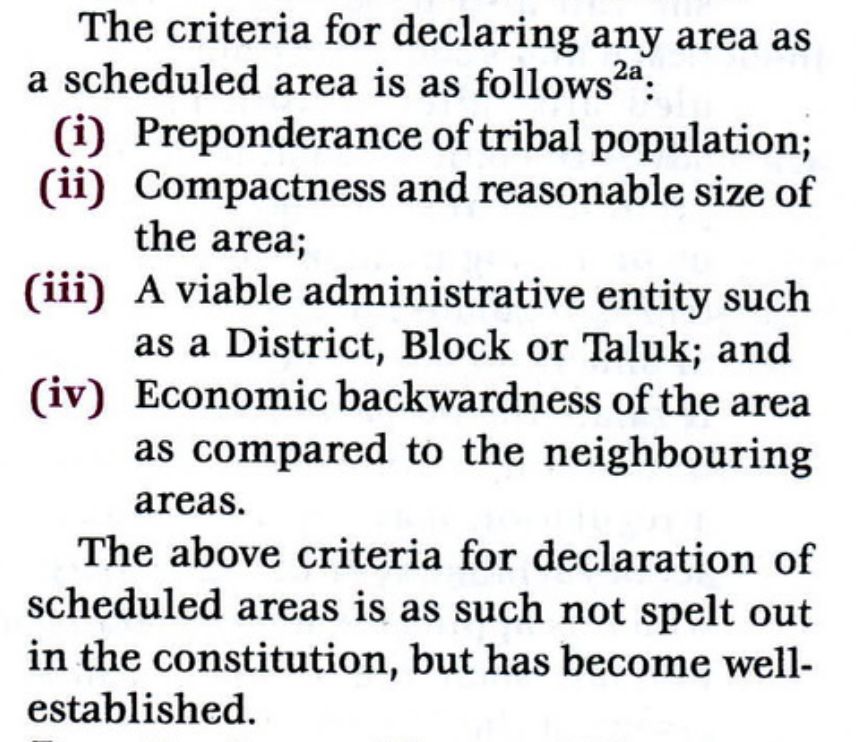 The criteria for declaring any area as
a scheduled area is as follows2a:
(i) Preponderance of tribal population;
(ii) Compactness and reasonable size of
the area;
(iii) A viable administrative entity such
as a District, Block or Taluk; and
(iv) Economic backwardness of the area
as compared to the neighbouring
areas.
The above criteria for declaration of
scheduled areas is as such not spelt out
in the constitution, but has become well-
established.